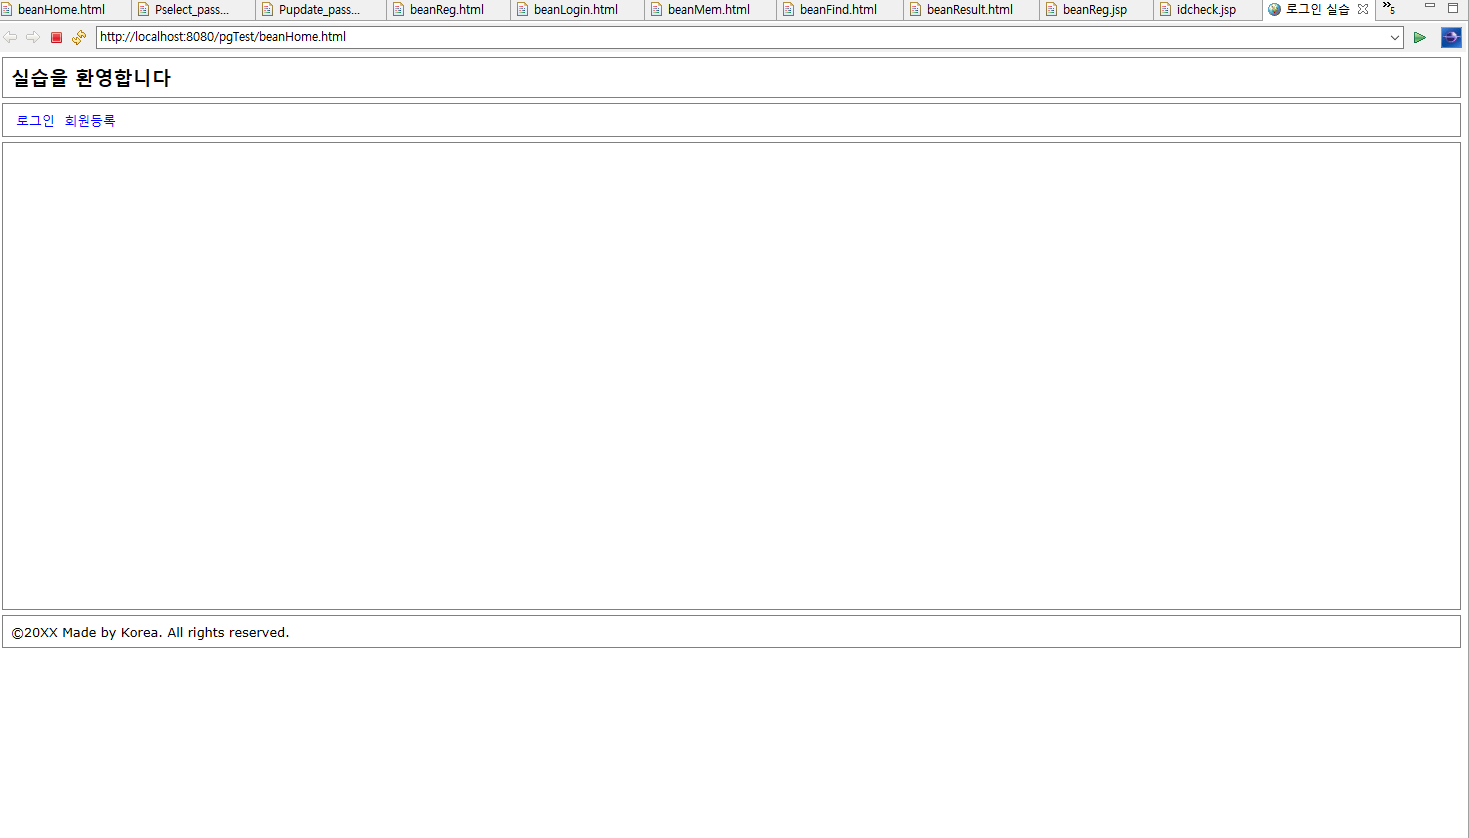 beanHome.html Pselect_pass... Pupdate_pass... beanReg.html beanLogin.html beanMem.html beanFind.html beanResult.html beanReg.jsp idcheck.jsp 로그인 실습 »5
http://localhost:8080/pgTest/beanHome.html
실습을 환영합니다
로그인 회원등록
©20XX Made by Korea. All rights reserved.